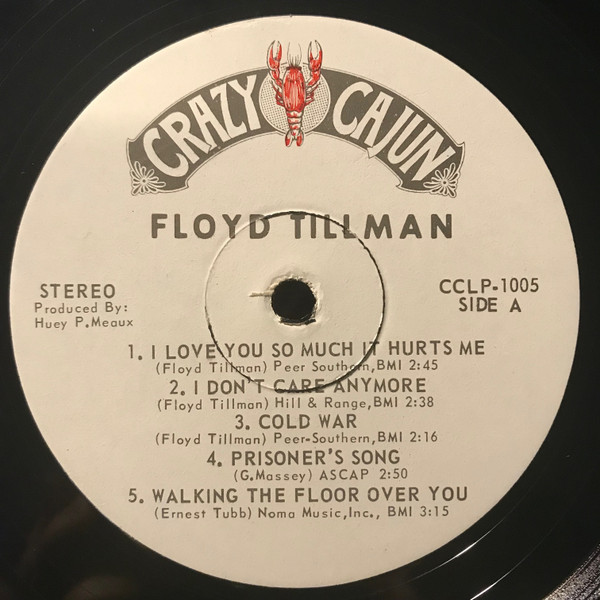 CRAZY CAJUN
FLOYD TILLMAN
STEREO
Produced By:
Huey P.Meaux
CCLP-1005
SIDE A
1. I LOVE YOU SO MUCH IT HURTS ME
(Floyd Tillman) Peer Southern, BMI 2:45
2. I DON'T CARE ANYMORE
(Floyd Tillman) Hill & Range, BMI 2:38
3. COLD WAR
(Floyd Tillman) Peer-Southern, BMI 2:16
4. PRISONER'S SONG
(G.Massey) ASCAP 2:50
5. WALKING THE FLOOR OVER YOU
(Ernest Tubb) Noma Music,Inc., BMI 3:15